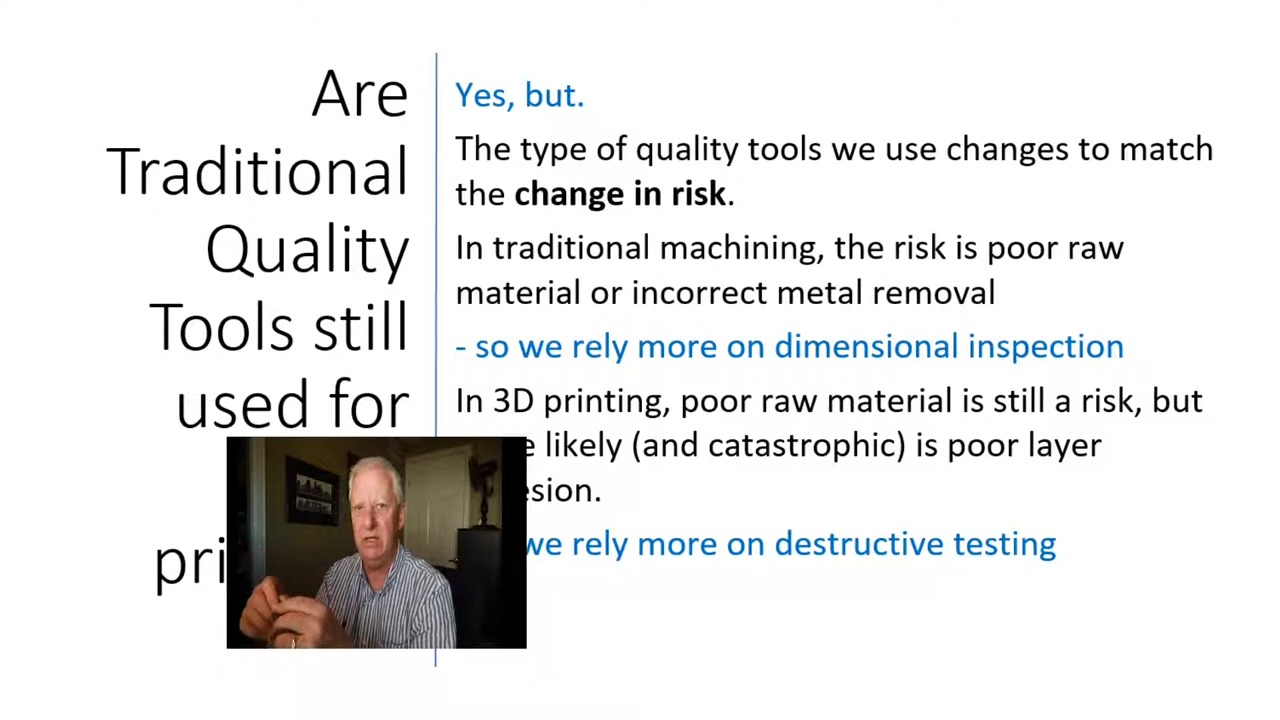 Are
Traditional
Quality
Tools still
used for
Yes, but.
The type of quality tools we use changes to match
the change in risk.
In traditional machining, the risk is poor raw
material or incorrect metal removal
- so we rely more on dimensional inspection
In 3D printing, poor raw material is still a risk, but
likely (and catastrophic) is poor layer
we rely more on destructive testing